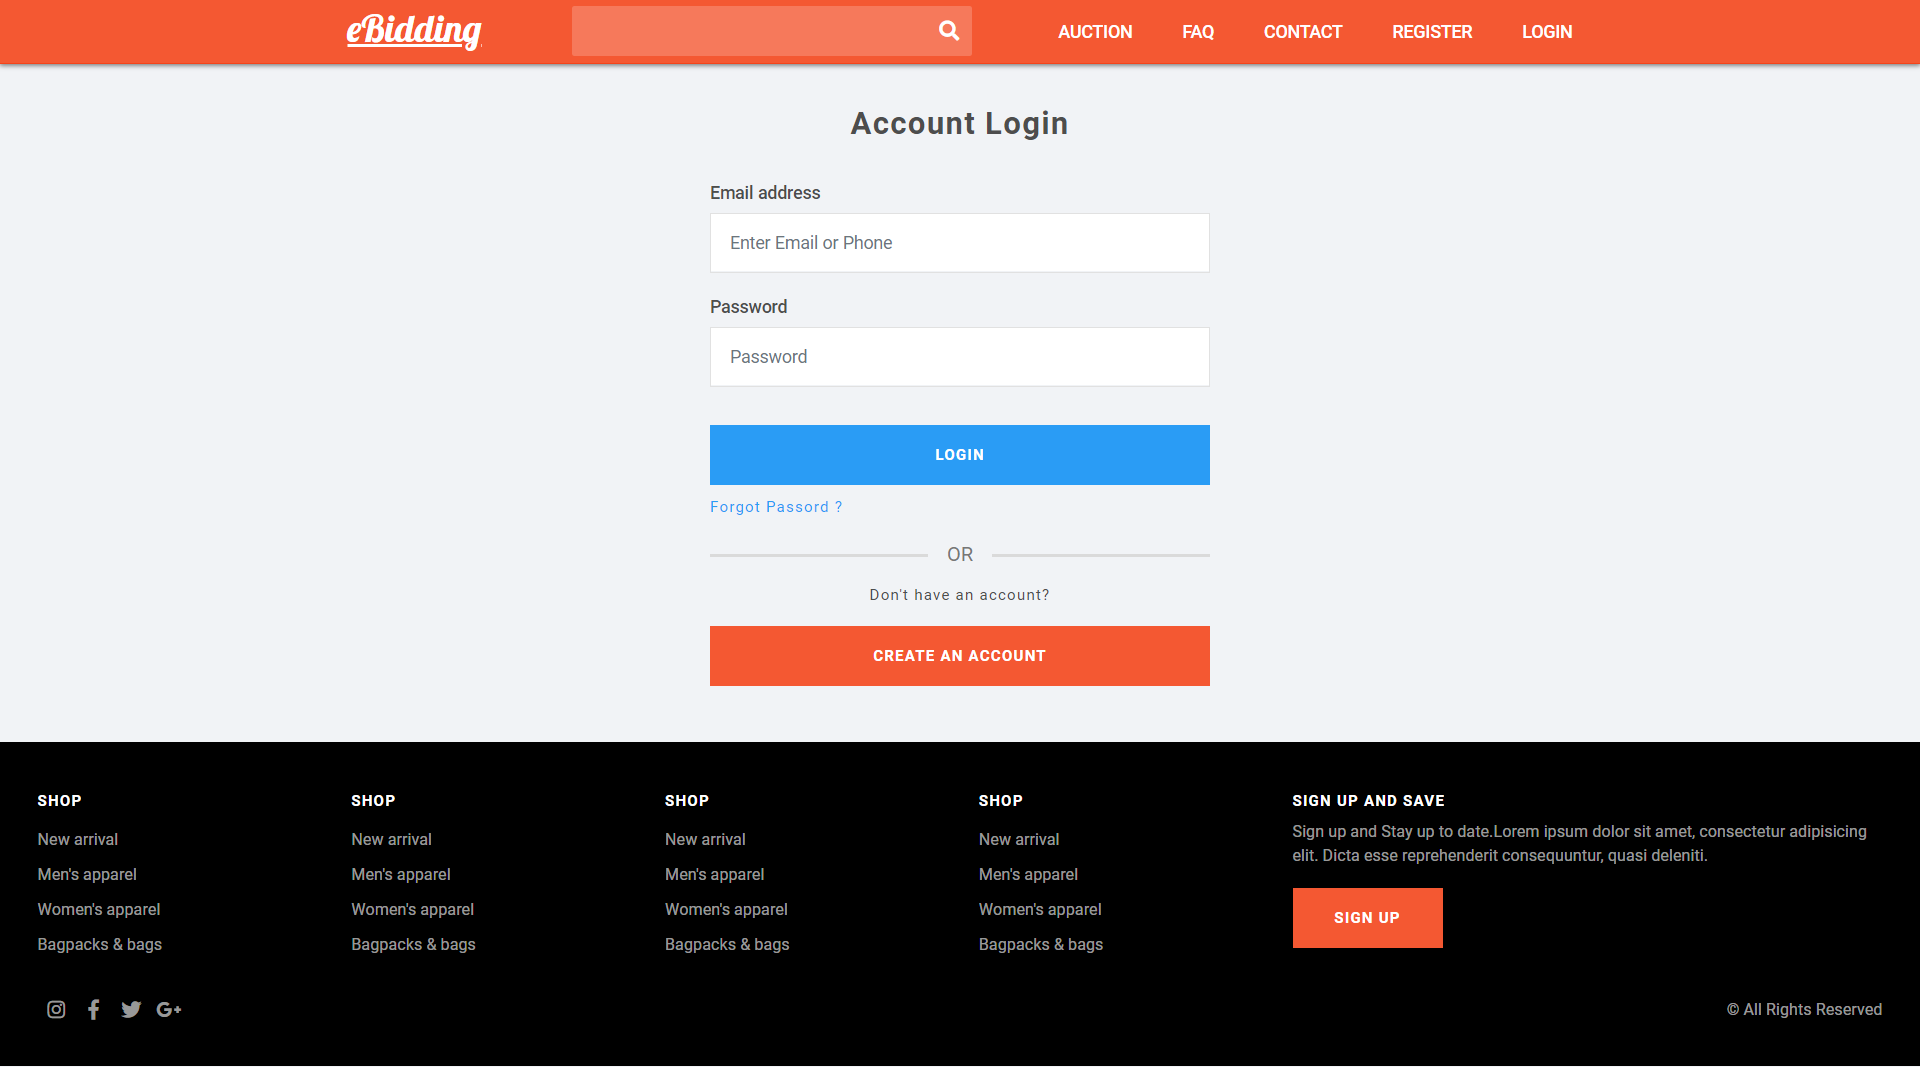 eBidding
AUCTION
FAQ
CONTACT
REGISTER
LOGIN
Account Login
Email address
Enter Email or Phone
Password
Password
LOGIN
Forgot Passord ?
OR
Don't have an account?
CREATE AN ACCOUNT
SHOP
New arrival
Men's apparel
Women's apparel
Bagpacks & bags
SHOP
New arrival
Men's apparel
Women's apparel
Bagpacks & bags
SHOP
New arrival
Men's apparel
Women's apparel
Bagpacks & bags
SHOP
New arrival
Men's apparel
Women's apparel
Bagpacks & bags
SIGN UP AND SAVE
Sign up and Stay up to date.Lorem ipsum dolor sit amet, consectetur adipisicing
elit. Dicta esse reprehenderit consequuntur, quasi deleniti.
SIGN UP
© All Rights Reserved